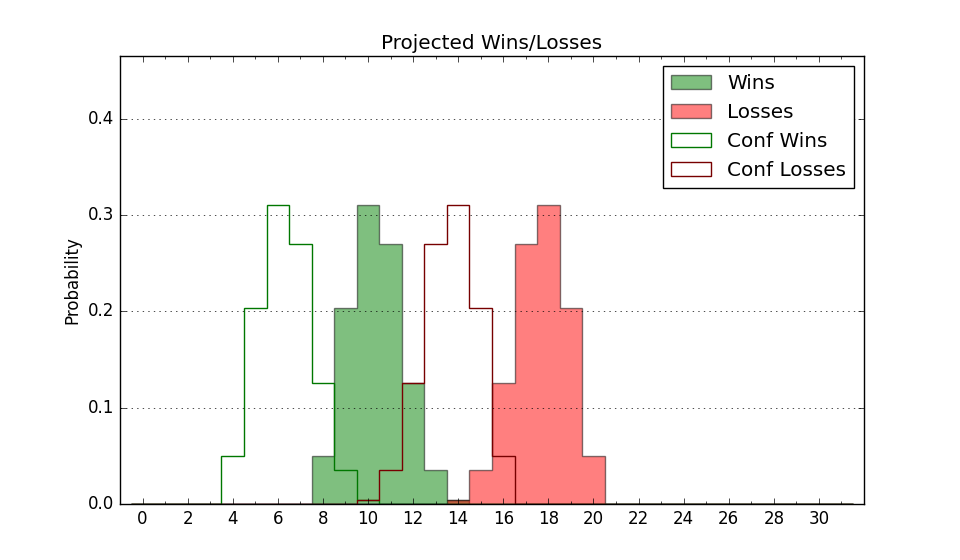 Projected Wins/Losses
Wins
Losses
Conf Wins
Conf Losses
Probability
0.4
0.3
0.2
0.1
0.0
0 2 4 6 8 10 12 14 16 18 20 22 24 26 28 30